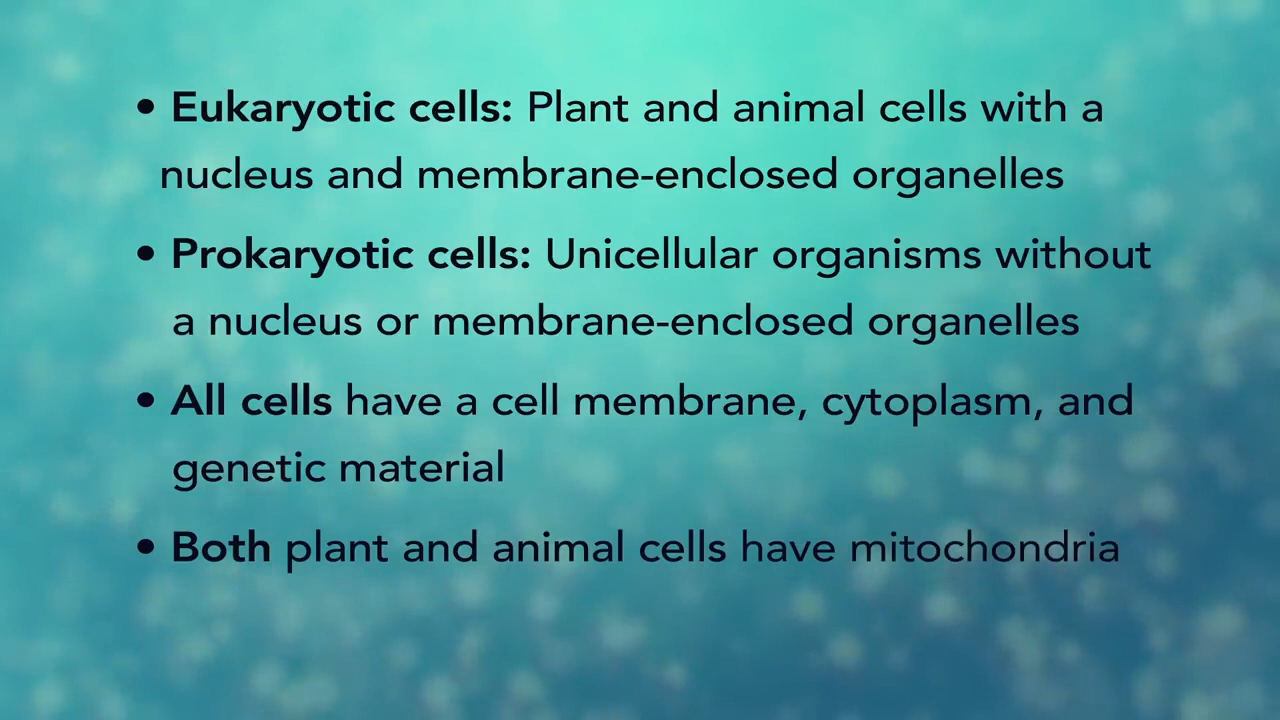 • Eukaryotic cells: Plant and animal cells with a
nucleus and membrane-enclosed organelles
• Prokaryotic cells: Unicellular organisms without
a nucleus or membrane-enclosed organelles
• All cells have a cell membrane, cytoplasm, and
genetic material
• Both plant and animal cells have mitochondria